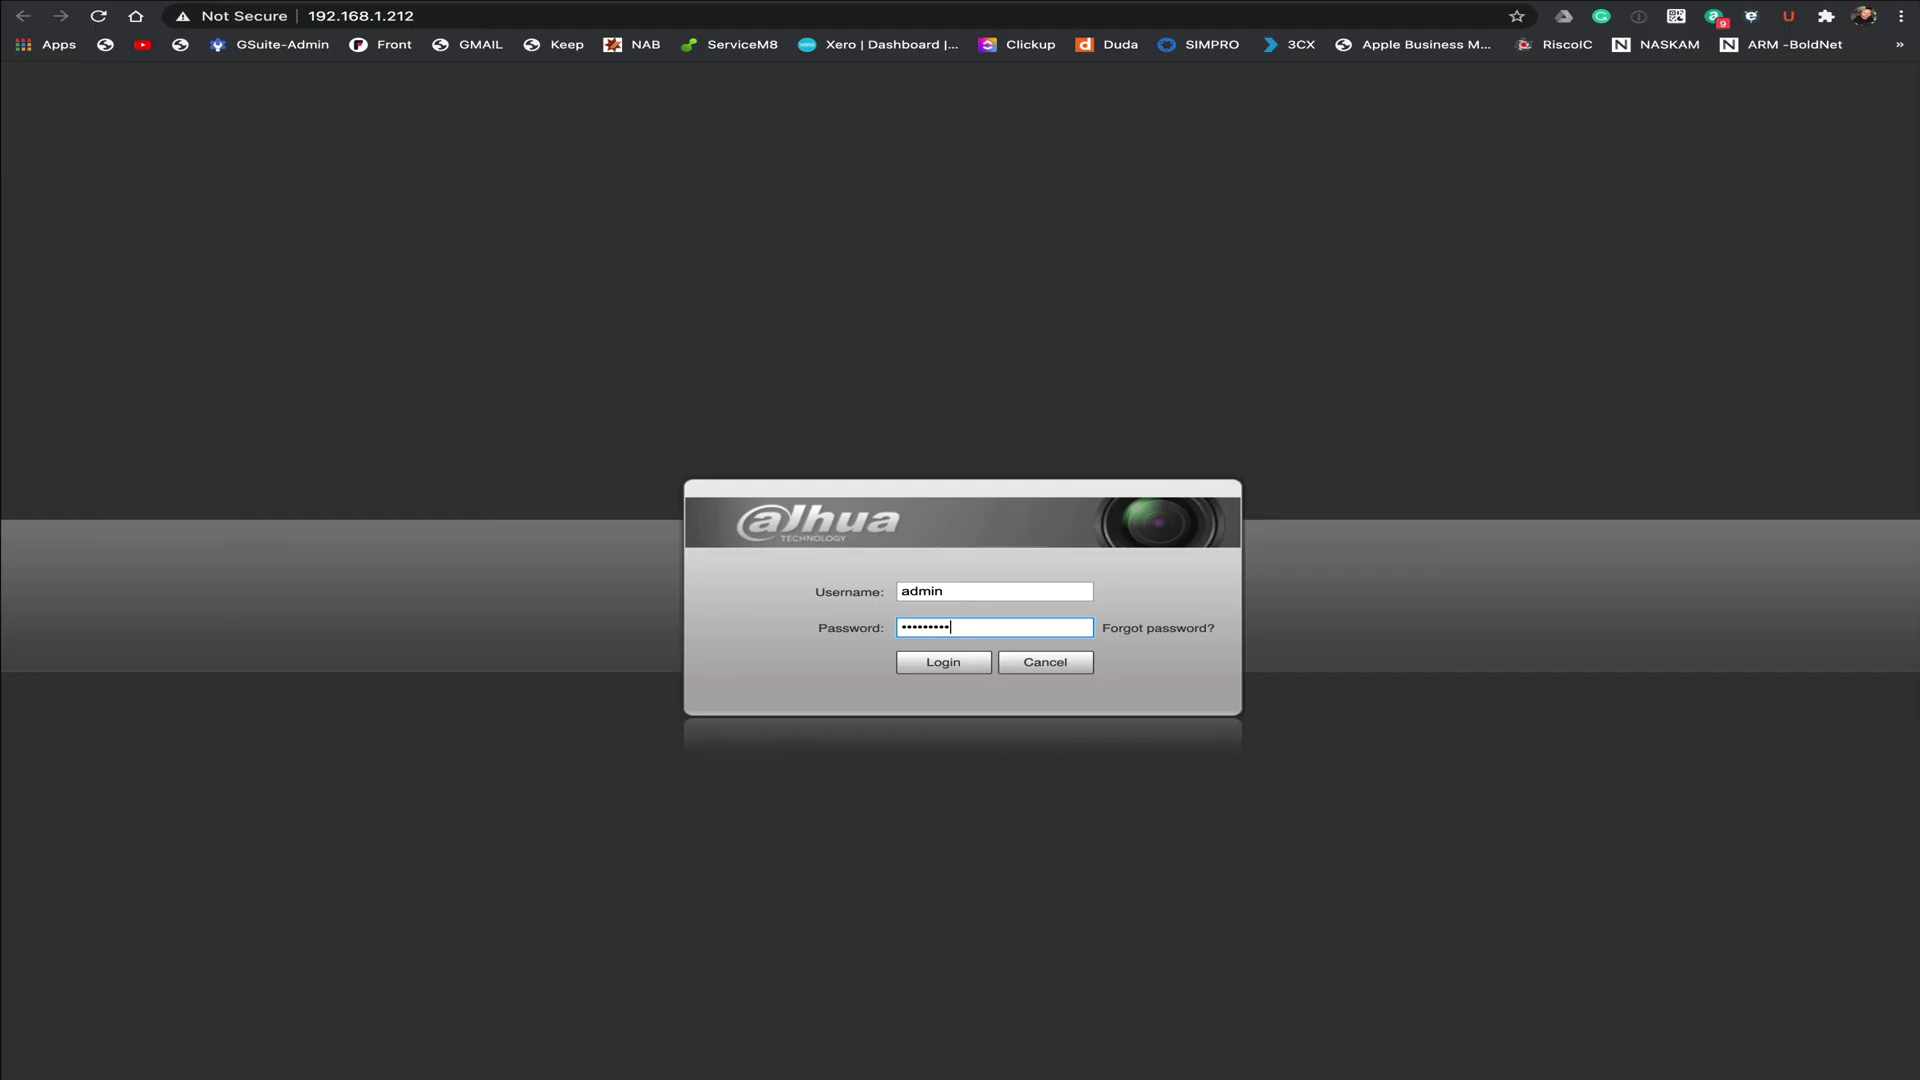 Not Secure 192.168.1.212
9
Apps GSuite-Admin Front GMAIL Keep NAB ServiceM8 Xero | Dashboard |... Clickup Duda SIMPRO 3CX Apple Business M... RiscoIC NASKAM ARM -BoldNet »
alhua
TECHNOLOGY
Username: admin
Password: ••••••••• Forgot password?
Login Cancel